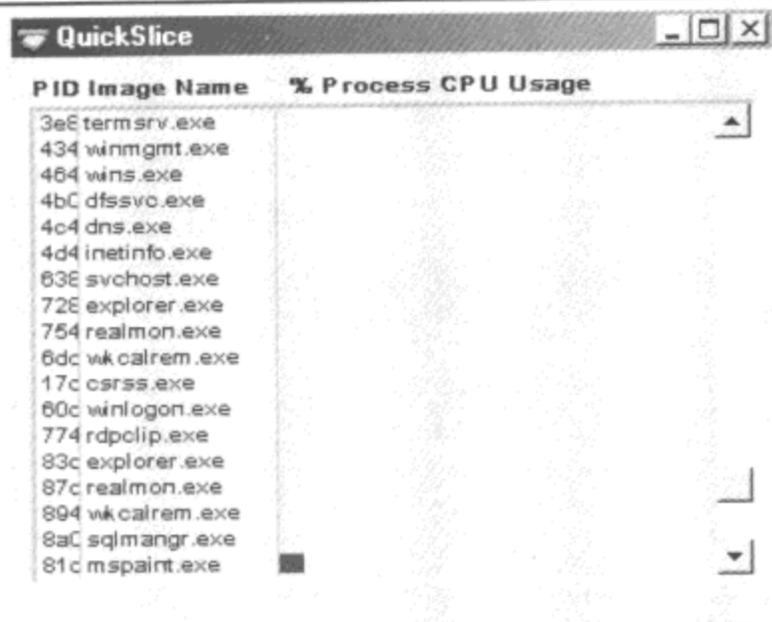 QuickSlice
PID Image Name % Process CPU Usage
3e8 termsrv.exe
434 winmgmt.exe
464 wins.exe
4b0 dfssvc.exe
4c4 dns.exe
4d4 inetinfo.exe
638 svchost.exe
728 explorer.exe
754 realmon.exe
6dc wkcalrem.exe
17c csrss.exe
60c winlogon.exe
774 rdpclip.exe
83c explorer.exe
87c realmon.exe
894 wkcalrem.exe
8a0 sqlmangr.exe
81c mspaint.exe